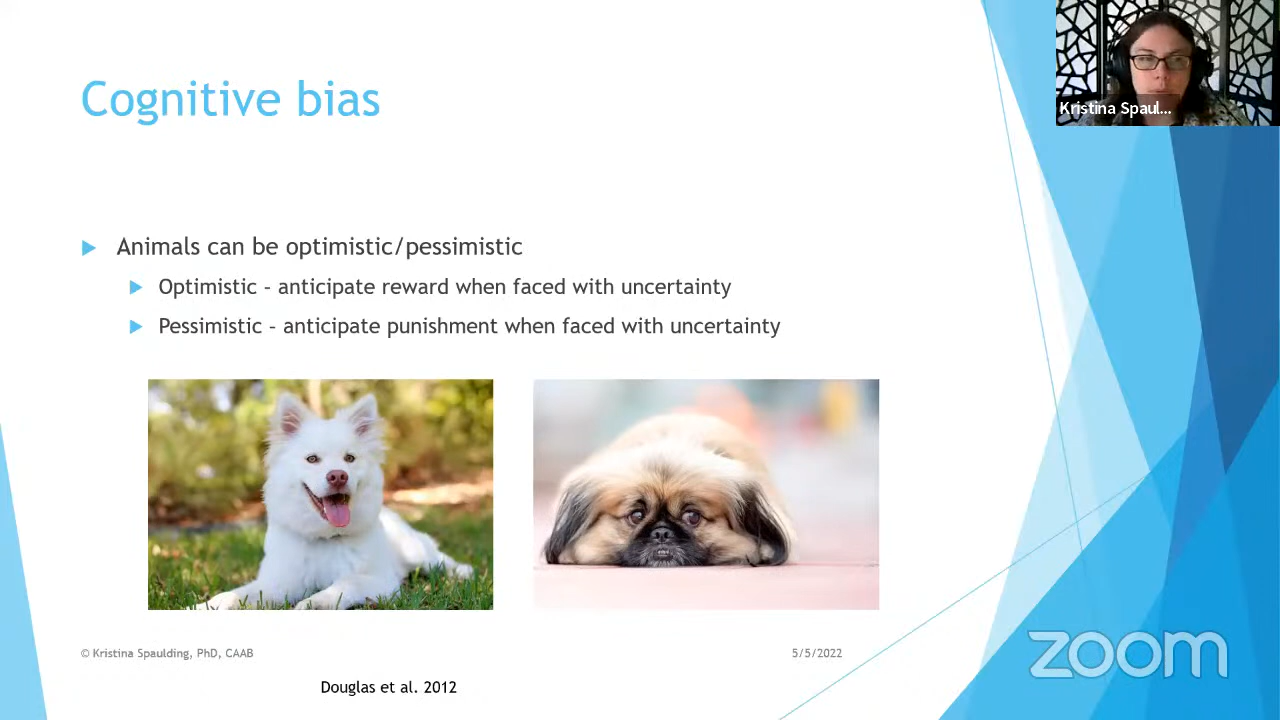 Cognitive bias
Kristina Spaul...
Animals can be optimistic/pessimistic
Optimistic - anticipate reward when faced with uncertainty
Pessimistic - anticipate punishment when faced with uncertainty
© Kristina Spaulding, PhD, CAAB
5/5/2022
Douglas et al. 2012
zoom